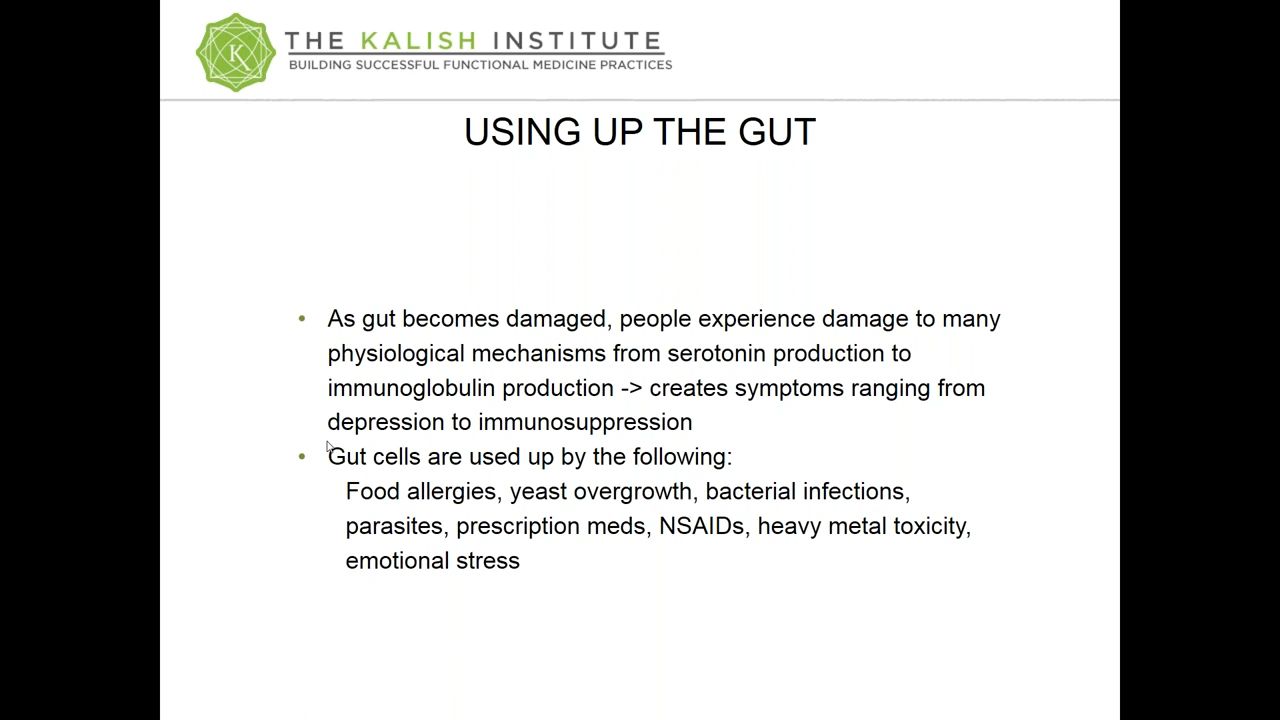 K
THE KALISH INSTITUTE
BUILDING SUCCESSFUL FUNCTIONAL MEDICINE PRACTICES
USING UP THE GUT
• As gut becomes damaged, people experience damage to many
physiological mechanisms from serotonin production to
immunoglobulin production -> creates symptoms ranging from
depression to immunosuppression
• Gut cells are used up by the following:
Food allergies, yeast overgrowth, bacterial infections,
parasites, prescription meds, NSAIDs, heavy metal toxicity,
emotional stress